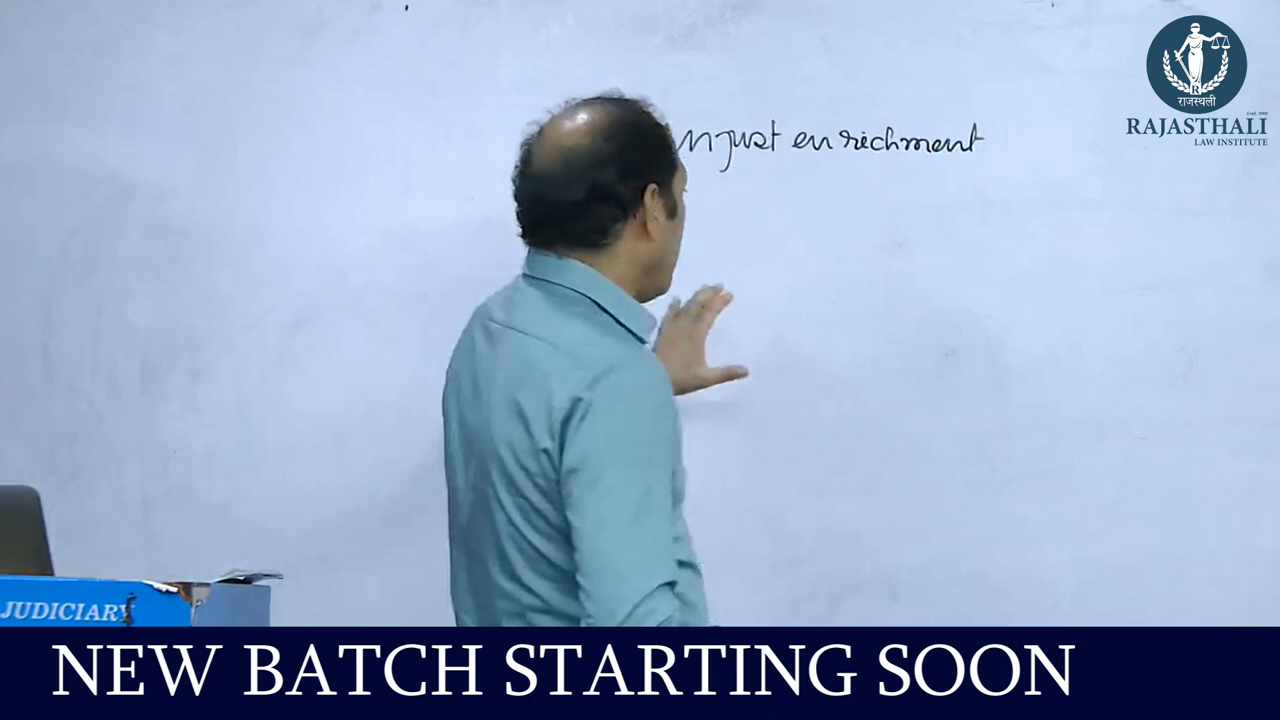 njust enrichment
राजस्थली
RAJASTHALI
LAW INSTITUTE
JUDICIARY
NEW BATCH STARTING SOON